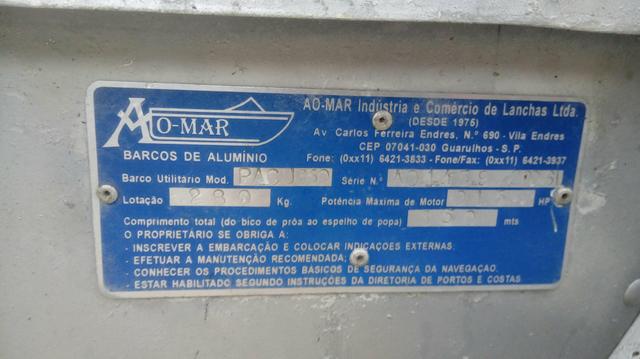 AO-MAR
BARCOS DE ALUMÍNIO
AO-MAR Indústria e Comércio de Lanchas Ltda.
(DESDE 1975)
Av Carlos Ferreira Endres, N.º 690 - Vila Endres
CEP 07041-030 Guarulhos - S. P.
Fone: (0xx11) 6421-3633 - Fone/Fax: (0xx11) 6421-3937
Barco Utilitário Mod. Série N.
Lotação 280 Kg. Potência Máxima de Motor HP
Comprimento total (do bico de prôa ao espelho de popa) mts
O PROPRIETÁRIO SE OBRIGA A:
- INSCREVER A EMBARCAÇÃO E COLOCAR INDICAÇOES EXTERNAS.
- EFETUAR A MANUTENÇÃO RECOMENDADA;
- CONHECER OS PROCEDIMENTOS BÁSICOS DE SEGURANÇA DA NAVEGAÇAO.
- ESTAR HABILITADO SEGUNDO INSTRUÇÕES DA DIRETORIA DE PORTOS E COSTAS